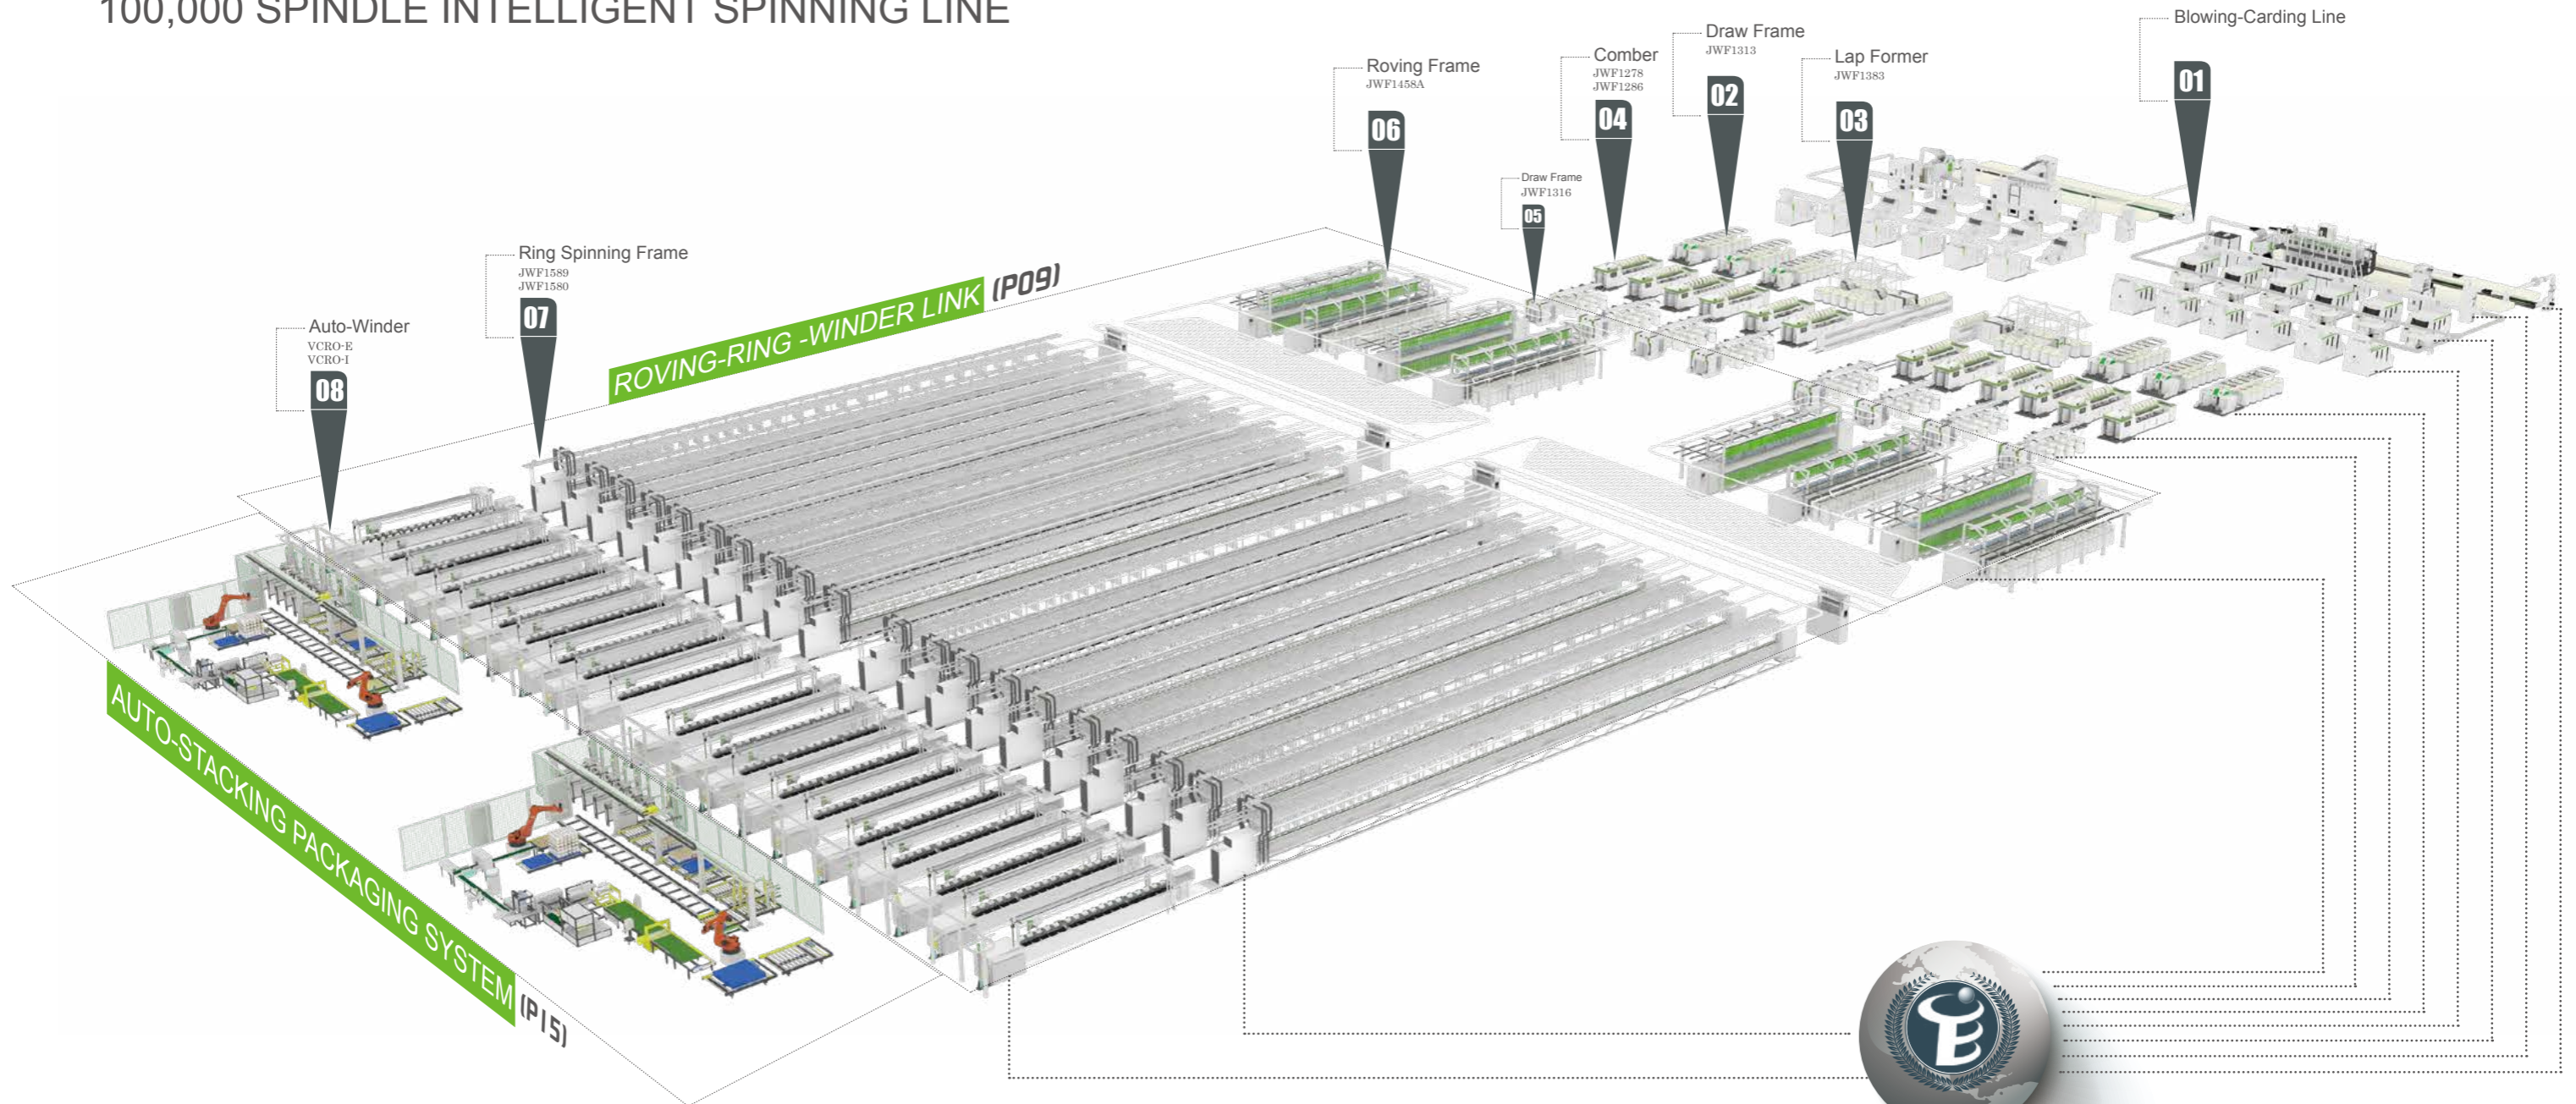 100,000 SPINDLE INTELLIGENT SPINNING LINE
Blowing-Carding Line
01
Draw Frame
JWF1313
02
Lap Former
JWF1383
03
Comber
JWF1278
JWF1286
04
Draw Frame
JWF1316
05
Roving Frame
JWF1458A
06
Ring Spinning Frame
JWF1589
JWF1580
07
Auto-Winder
VCRO-E
VCRO-I
08
ROVING-RING -WINDER LINK (P09)
AUTO-STACKING PACKAGING SYSTEM (P15)